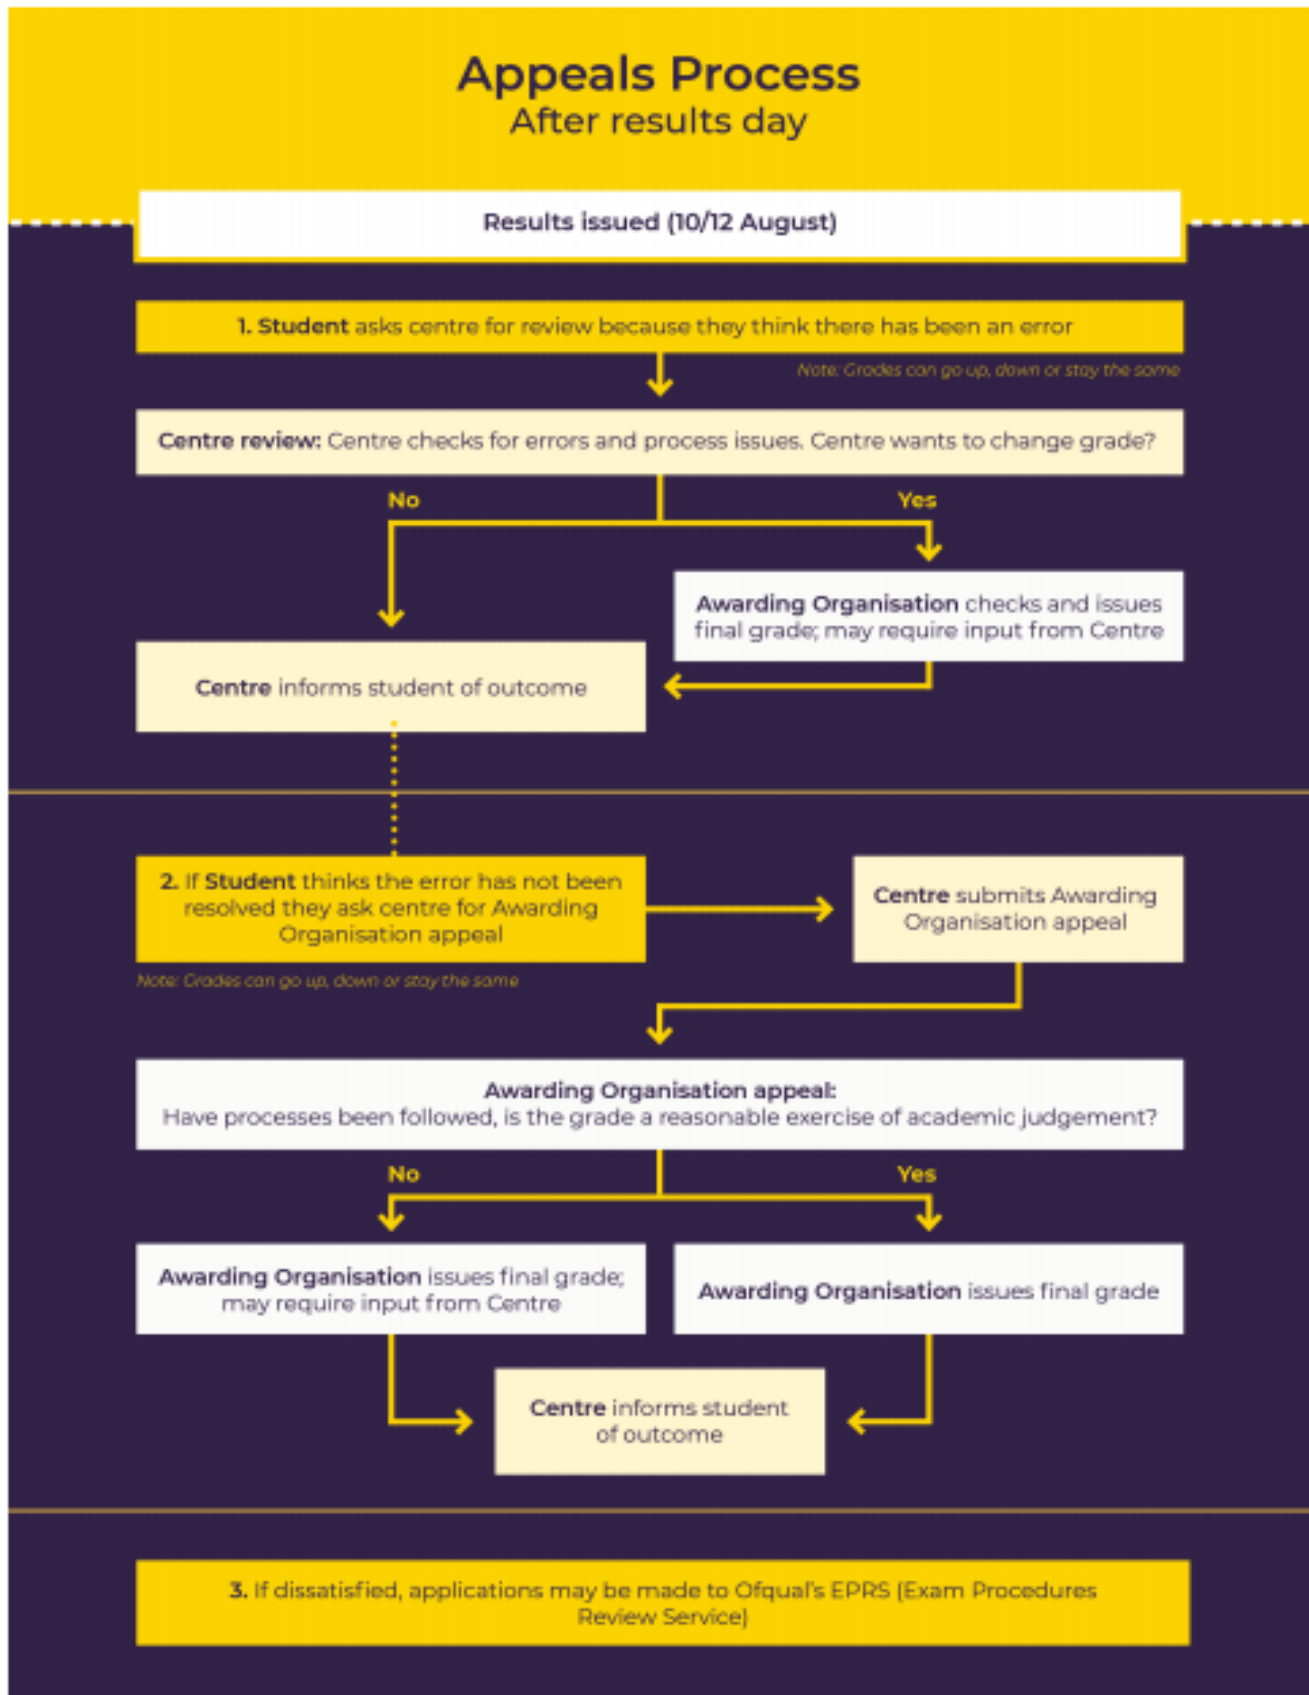 Appeals Process
After results day
Results issued (10/12 August)
1. Student asks centre for review because they think there has been an error
Note: Grades can go up, down or stay the same
Centre review: Centre checks for errors and process issues. Centre wants to change grade?
No
Yes
Awarding Organisation checks and issues
final grade; may require input from Centre
Centre informs student of outcome
2. If Student thinks the error has not been
resolved they ask centre for Awarding
Organisation appeal
Centre submits Awarding
Organisation appeal
Note: Grades can go up, down or stay the same
Awarding Organisation appeal:
Have processes been followed, is the grade a reasonable exercise of academic judgement?
No
Yes
Awarding Organisation issues final grade;
may require input from Centre
Awarding Organisation issues final grade
Centre informs student
of outcome
3. If dissatisfied, applications may be made to Ofqual's EPRS (Exam Procedures
Review Service)